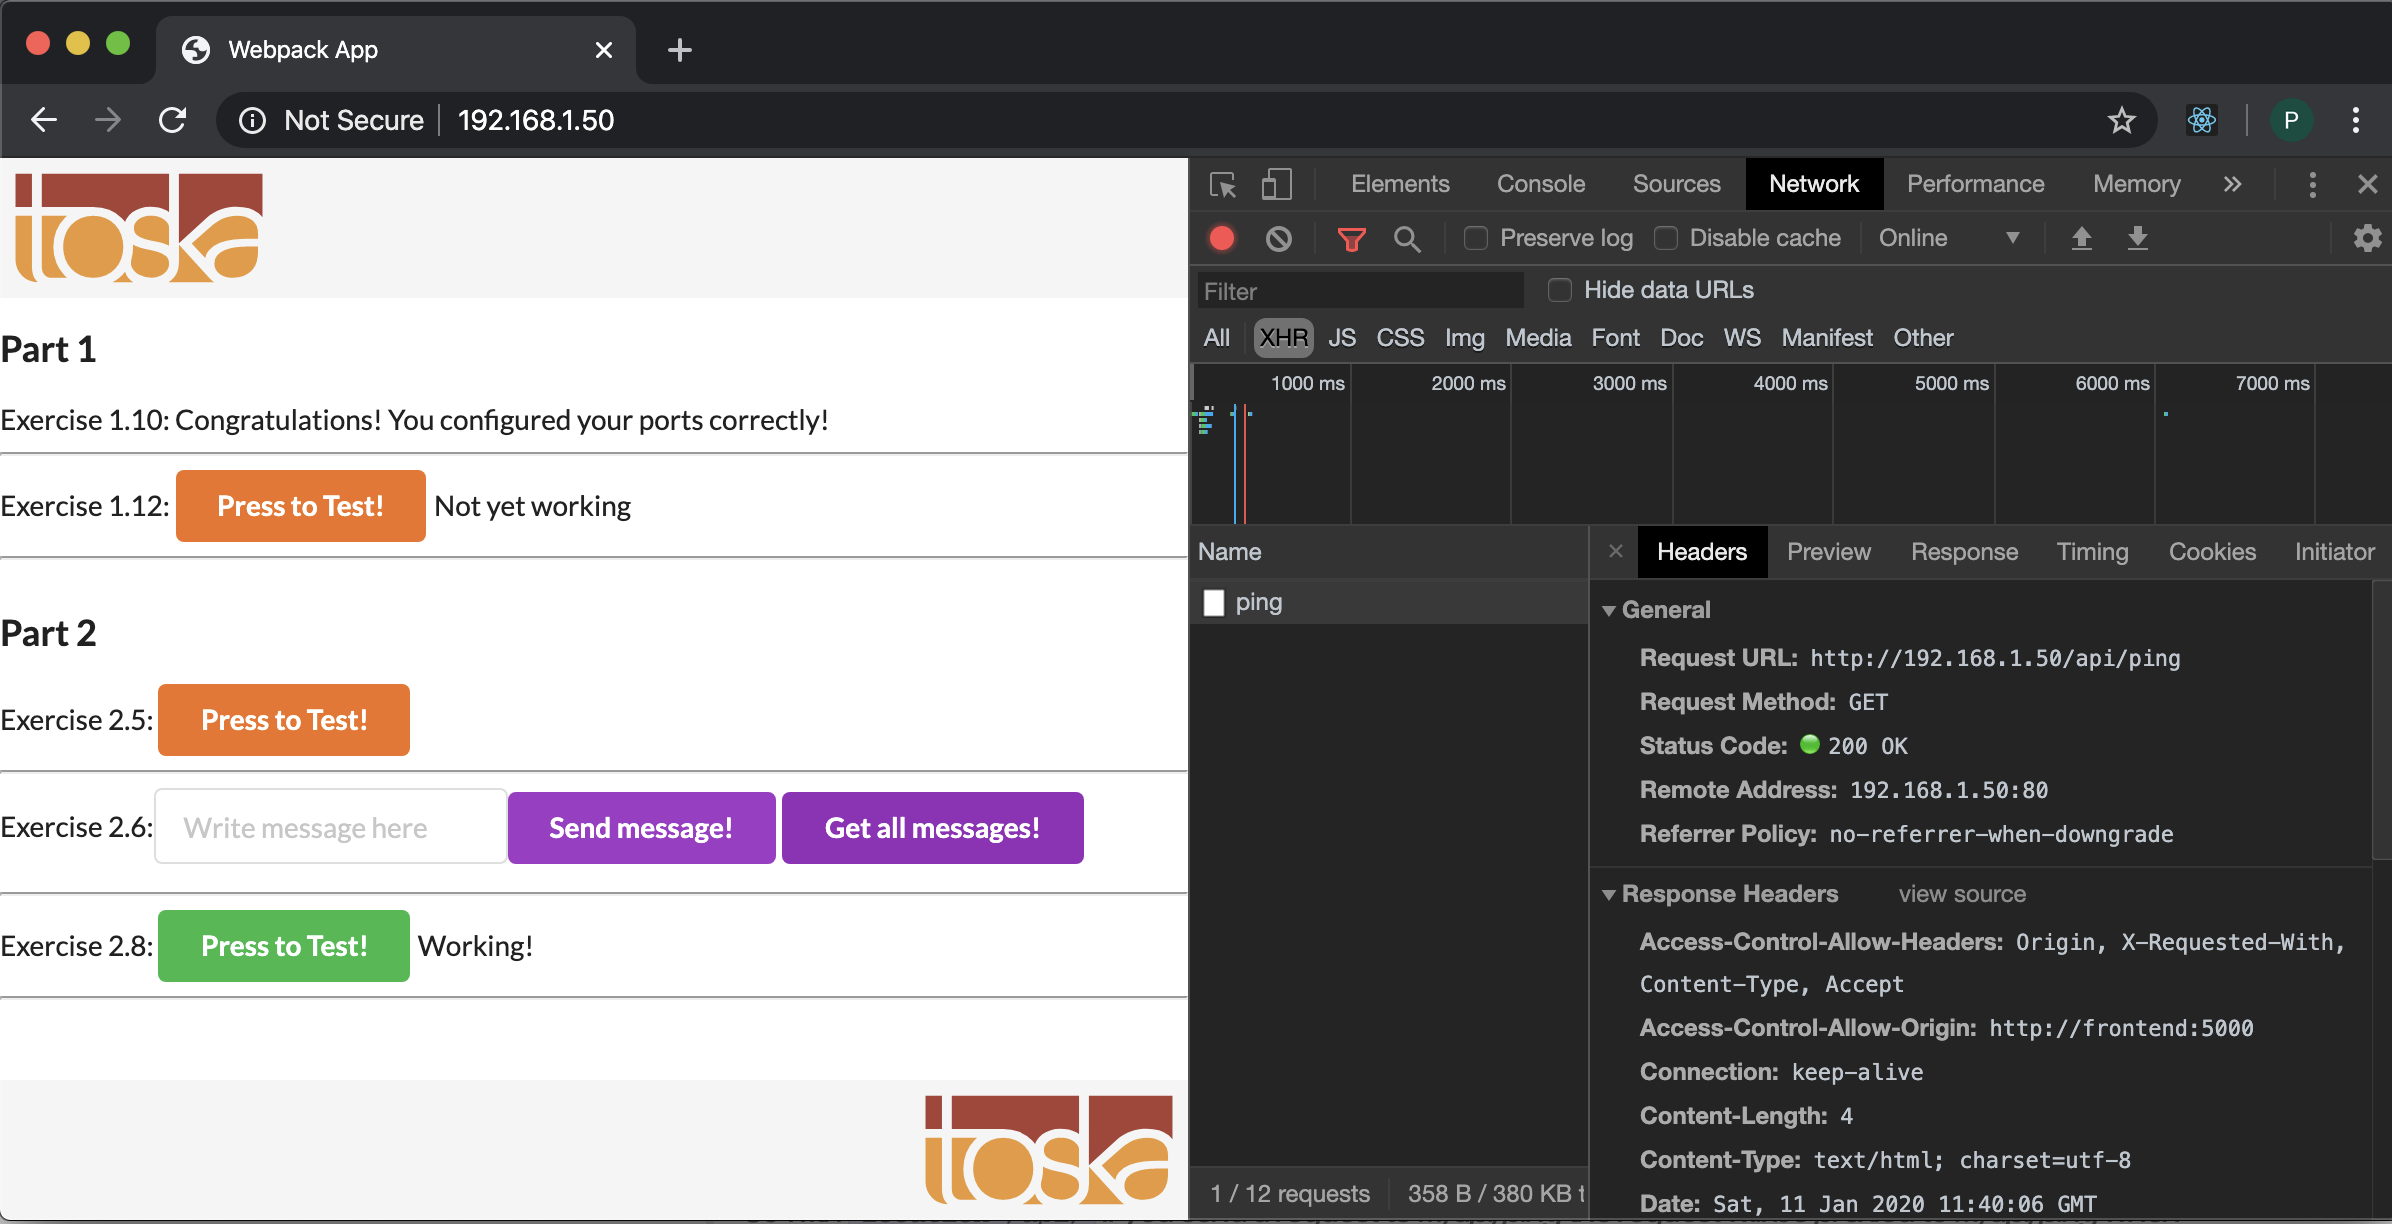 Webpack App
Not Secure 192.168.1.50
P
toska
Part 1
Exercise 1.10: Congratulations! You configured your ports correctly!
Exercise 1.12: Press to Test! Not yet working
Part 2
Exercise 2.5: Press to Test!
Exercise 2.6: Write message here Send message! Get all messages!
Exercise 2.8: Press to Test! Working!
toska
Elements Console Sources Network Performance Memory
Preserve log Disable cache Online
Filter Hide data URLs
All XHR JS CSS Img Media Font Doc WS Manifest Other
1000 ms 2000 ms 3000 ms 4000 ms 5000 ms 6000 ms 7000 ms
Name
ping
1 / 12 requests 358 B / 380 KB t
Headers Preview Response Timing Cookies Initiator
General
Request URL: http://192.168.1.50/api/ping
Request Method: GET
Status Code: 200 OK
Remote Address: 192.168.1.50:80
Referrer Policy: no-referrer-when-downgrade
Response Headers view source
Access-Control-Allow-Headers: Origin, X-Requested-With,
Content-Type, Accept
Access-Control-Allow-Origin: http://frontend:5000
Connection: keep-alive
Content-Length: 4
Content-Type: text/html; charset=utf-8
Date: Sat, 11 Jan 2020 11:40:06 GMT